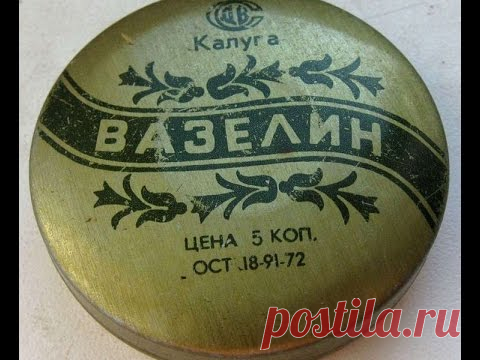 Калуга
ВАЗЕЛИН
ЦЕНА 5 КОП.
ОСТ 18-91-72
postila.ru